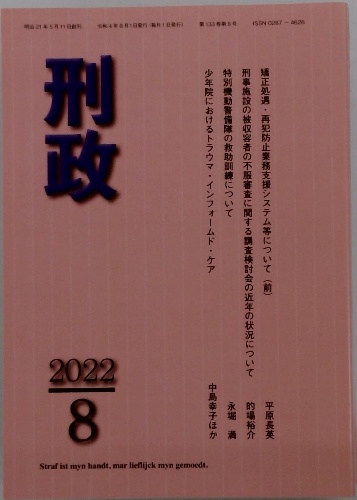 明治21年5月11日創刊 令和4年8月1日発行(毎月1日発行) 第133巻第8号 ISSN 0287-4628
刑政
矯正処遇・再犯防止業務支援システム等について(前) 平原長英
刑事施設の被収容者の不服審査に関する調査検討会の近年の状況について 的場裕介
特別機動警備隊の救助訓練について 永堀 満
少年院におけるトラウマ・インフォームド・ケア 中島幸子ほか
2022
8
Straf ist myn handt, mar lieflijck myn gemoedt.